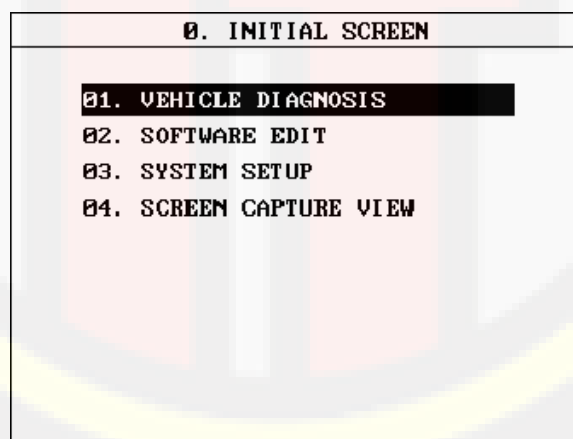 0. INITIAL SCREEN
01. VEHICLE DIAGNOSIS
02. SOFTWARE EDIT
03. SYSTEM SETUP
04. SCREEN CAPTURE VIEW